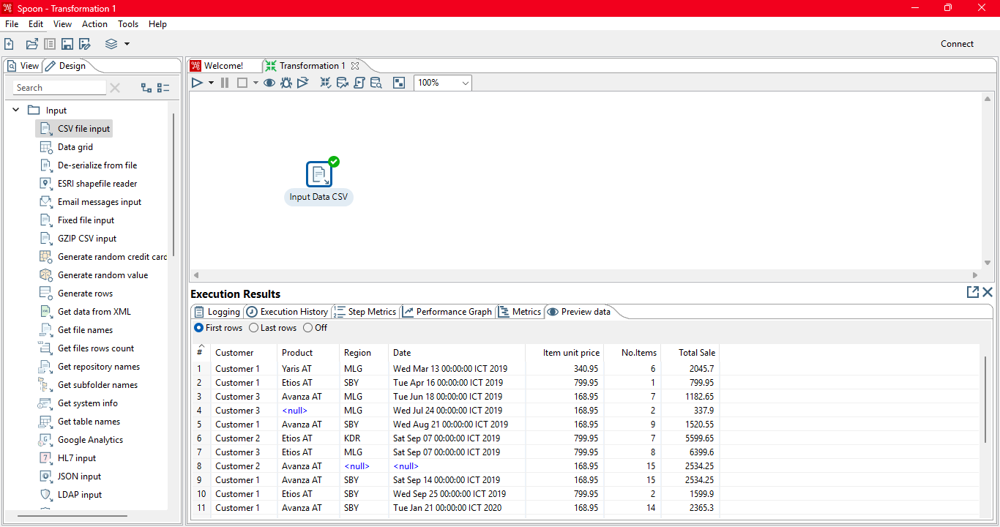 Spoon - Transformation 1
File Edit View Action Tools Help
Connect
View Design
Search
Input
CSV file input
Data grid
De-serialize from file
ESRI shapefile reader
Email messages input
Fixed file input
GZIP CSV input
Generate random credit carc
Generate random value
Generate rows
Get data from XML
Get file names
Get files rows count
Get repository names
Get subfolder names
Get system info
Get table names
Google Analytics
HL7 input
JSON input
LDAP input
Welcome! Transformation 1
100%
Input Data CSV
Execution Results
Logging Execution History Step Metrics Performance Graph Metrics Preview data
First rows Last rows Off
# Customer Product Region Date Item unit price No.Items Total Sale
1 Customer 1 Yaris AT MLG Wed Mar 13 00:00:00 ICT 2019 340.95 6 2045.7
2 Customer 1 Etios AT SBY Tue Apr 16 00:00:00 ICT 2019 799.95 1 799.95
3 Customer 3 Avanza AT MLG Tue Jun 18 00:00:00 ICT 2019 168.95 7 1182.65
4 Customer 3 <null> MLG Wed Jul 24 00:00:00 ICT 2019 168.95 2 337.9
5 Customer 1 Avanza AT SBY Wed Aug 21 00:00:00 ICT 2019 168.95 9 1520.55
6 Customer 2 Etios AT KDR Sat Sep 07 00:00:00 ICT 2019 799.95 7 5599.65
7 Customer 3 Etios AT MLG Sat Sep 07 00:00:00 ICT 2019 799.95 8 6399.6
8 Customer 2 Avanza AT <null> <null> 168.95 15 2534.25
9 Customer 1 Avanza AT SBY Sat Sep 14 00:00:00 ICT 2019 168.95 15 2534.25
10 Customer 1 Etios AT SBY Wed Sep 25 00:00:00 ICT 2019 799.95 2 1599.9
11 Customer 1 Avanza AT SBY Tue Jan 21 00:00:00 ICT 2020 168.95 14 2365.3